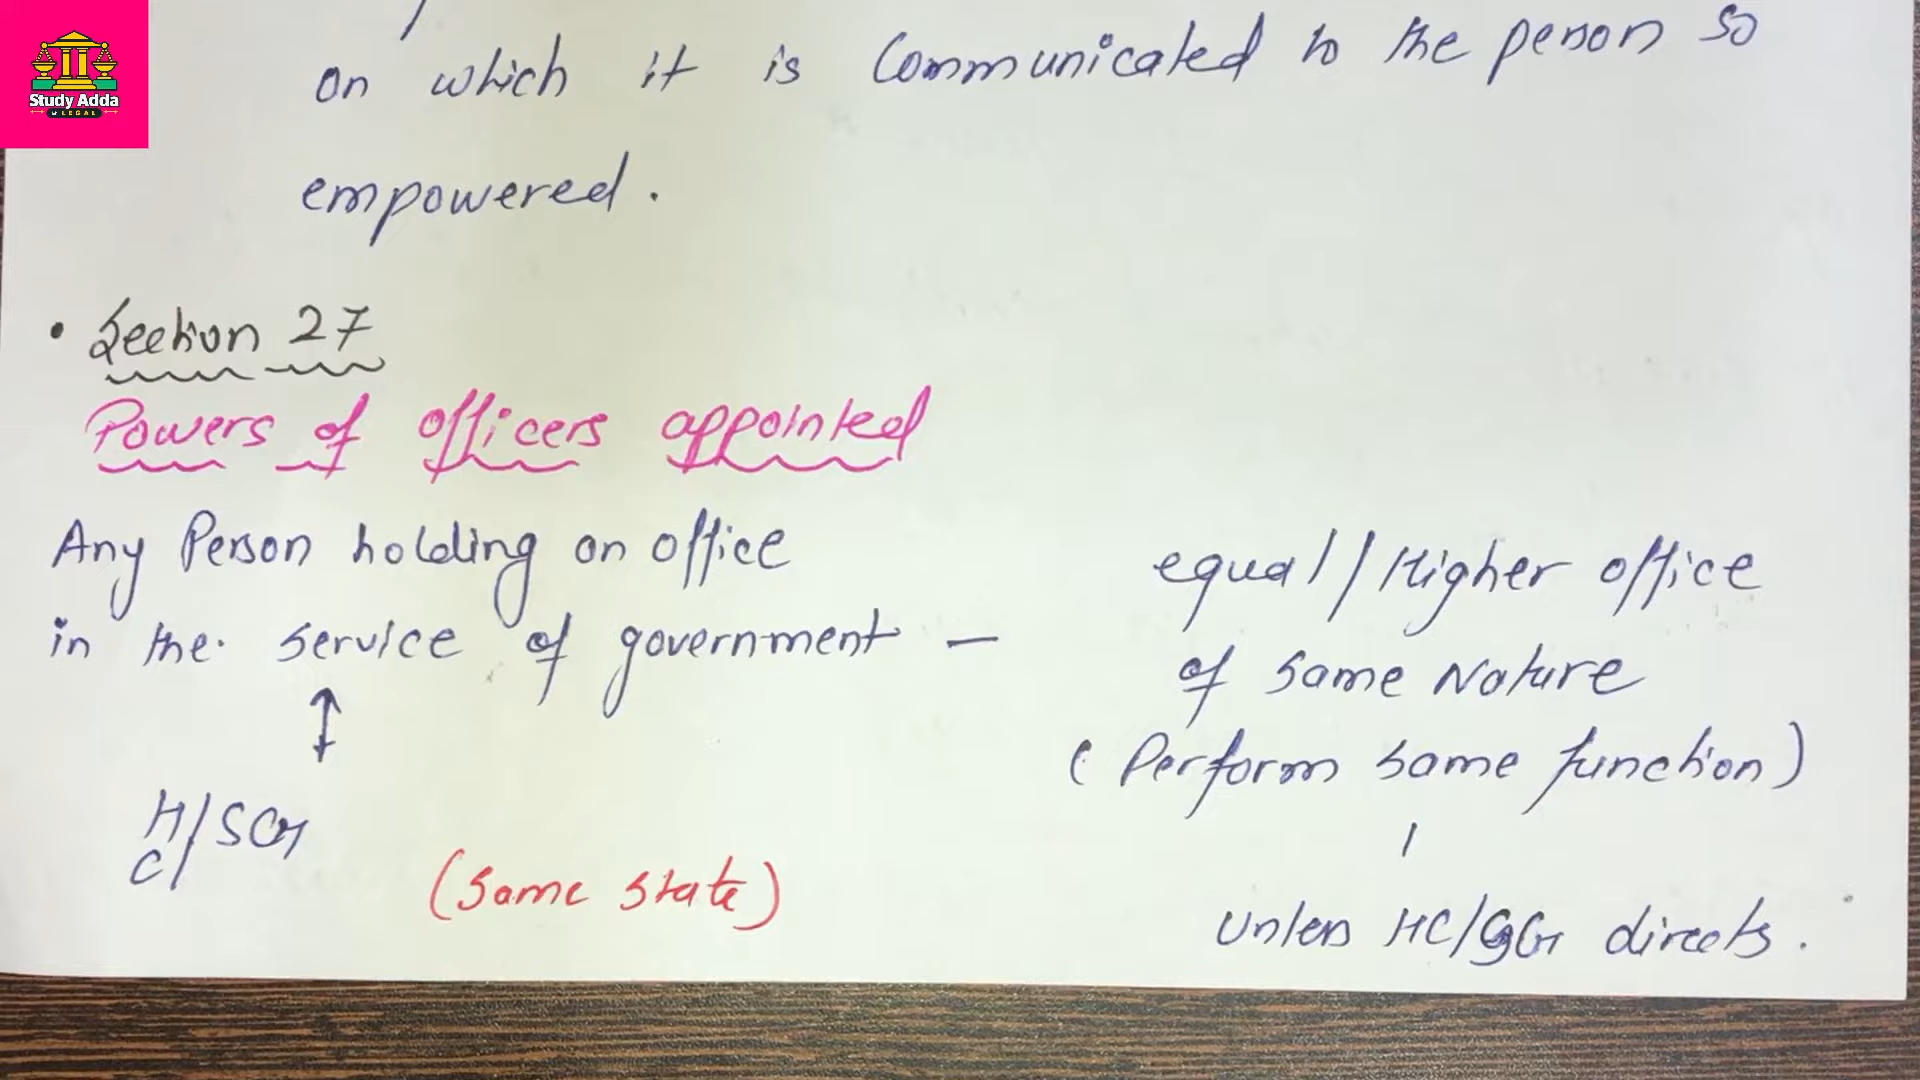 Study Adda
LEGAL
on which it is communicated to the person so
empowered.
• Section 27
Powers of officers appointed
Any Person holding an office
in the service of government —
equal / Higher office
of same Nature
(Perform same function)
H/SG
C
(Same state)
unless HC/SG directs.